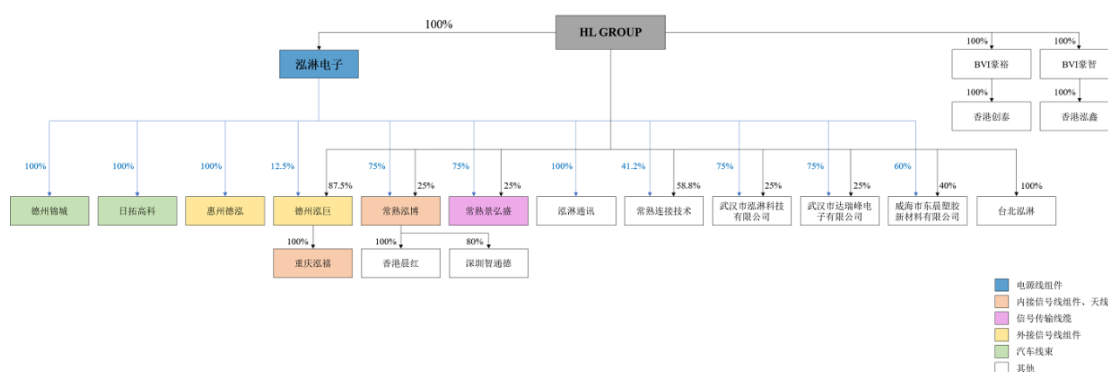 HL GROUP
100%
泓淋电子
100%
100%
BVI豪裕
BVI豪智
100%
100%
香港创泰
香港泓鑫
100%
100%
100%
12.5%
87.5%
75%
25%
75%
25%
100%
41.2%
58.8%
75%
25%
75%
25%
60%
40%
100%
德州锦城
日拓高科
惠州德泓
德州泓巨
常熟泓博
常熟景弘盛
泓淋通讯
常熟连接技术
武汉市泓淋科技
有限公司
武汉市达瑞峰电
子有限公司
威海市东晨塑胶
新材料有限公司
台北泓淋
100%
100%
80%
重庆泓禧
香港晨红
深圳智通德
电源线组件
内接信号线组件、天线
信号传输线缆
外接信号线组件
汽车线束
其他